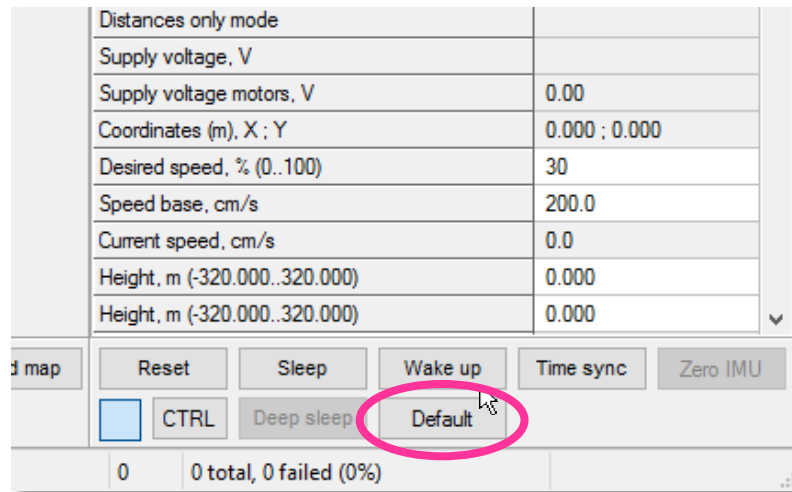 Distances only mode
Supply voltage, V
Supply voltage motors, V 0.00
Coordinates (m), X ; Y 0.000 ; 0.000
Desired speed, % (0..100) 30
Speed base, cm/s 200.0
Current speed, cm/s 0.0
Height, m (-320.000..320.000) 0.000
Height, m (-320.000..320.000) 0.000
d map Reset Sleep Wake up Time sync Zero IMU
CTRL Deep sleep Default
0 0 total, 0 failed (0%)